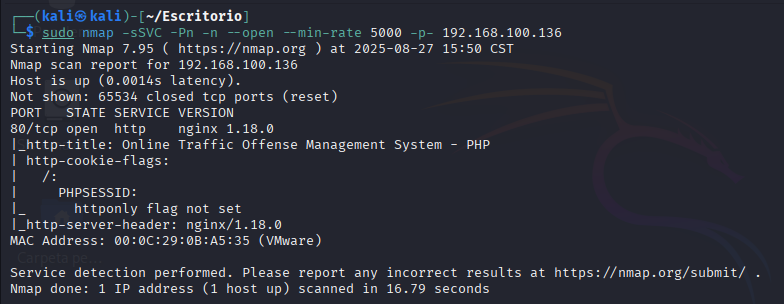 ┌──(kali㉿kali)-[~/Escritorio]
└─$ sudo nmap -sSVC -Pn -n --open --min-rate 5000 -p- 192.168.100.136
Starting Nmap 7.95 ( https://nmap.org ) at 2025-08-27 15:50 CST
Nmap scan report for 192.168.100.136
Host is up (0.0014s latency).
Not shown: 65534 closed tcp ports (reset)
PORT   STATE SERVICE VERSION
80/tcp open  http    nginx 1.18.0
|_http-title: Online Traffic Offense Management System - PHP
| http-cookie-flags:
|   /:
|     PHPSESSID:
|_      httponly flag not set
|_http-server-header: nginx/1.18.0
MAC Address: 00:0C:29:0B:A5:35 (VMware)
Carpeta pe...
Service detection performed. Please report any incorrect results at https://nmap.org/submit/ .
Nmap done: 1 IP address (1 host up) scanned in 16.79 seconds